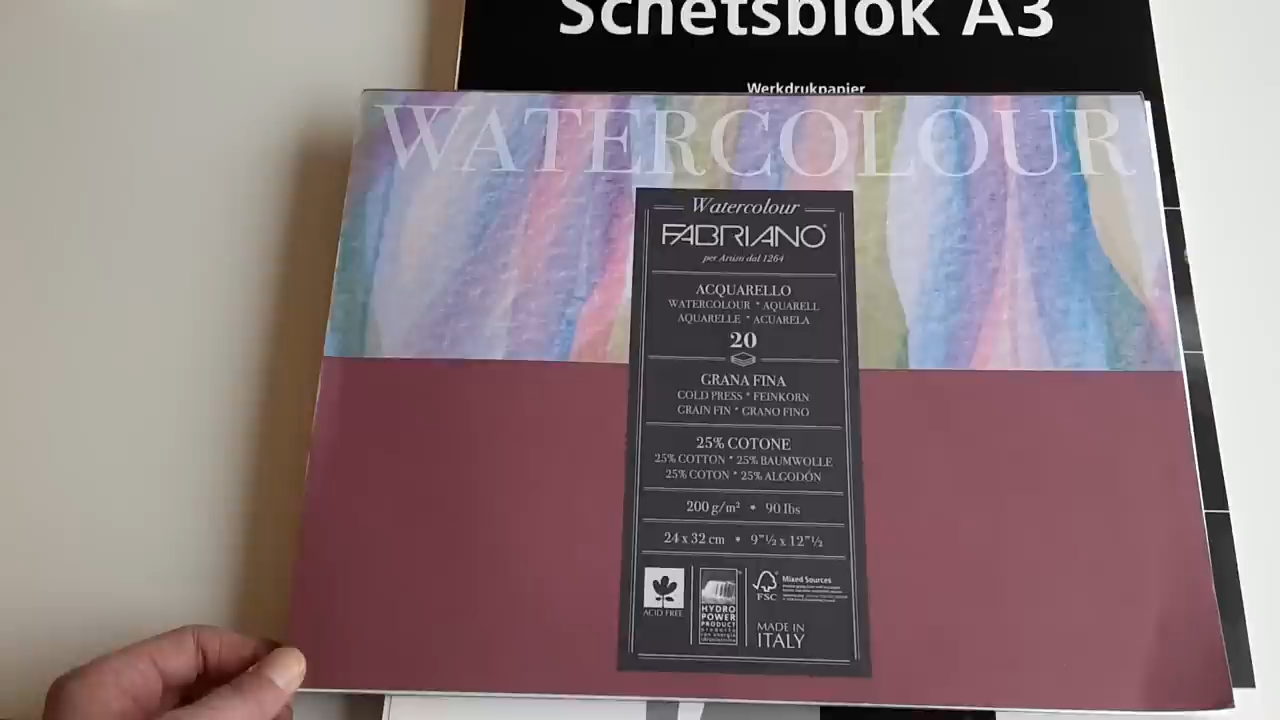 Schetsblok A3
Werkdrukpapier
WATERCOLOUR
Watercolour
FABRIANO®
per Artisti dal 1264
ACQUARELLO
WATERCOLOUR * AQUARELL
AQUARELLE * ACUARELA
20
GRANA FINA
COLD PRESS * FEINKORN
GRAIN FIN * GRANO FINO
25% COTONE
25% COTTON * 25% BAUMWOLLE
25% COTON * 25% ALGODÓN
200 g/m² * 90 lbs
24 x 32 cm * 9"½ x 12"½
ACID FREE
HYDRO
POWER
PRODUCT
FSC
Mixed Sources
MADE IN
ITALY